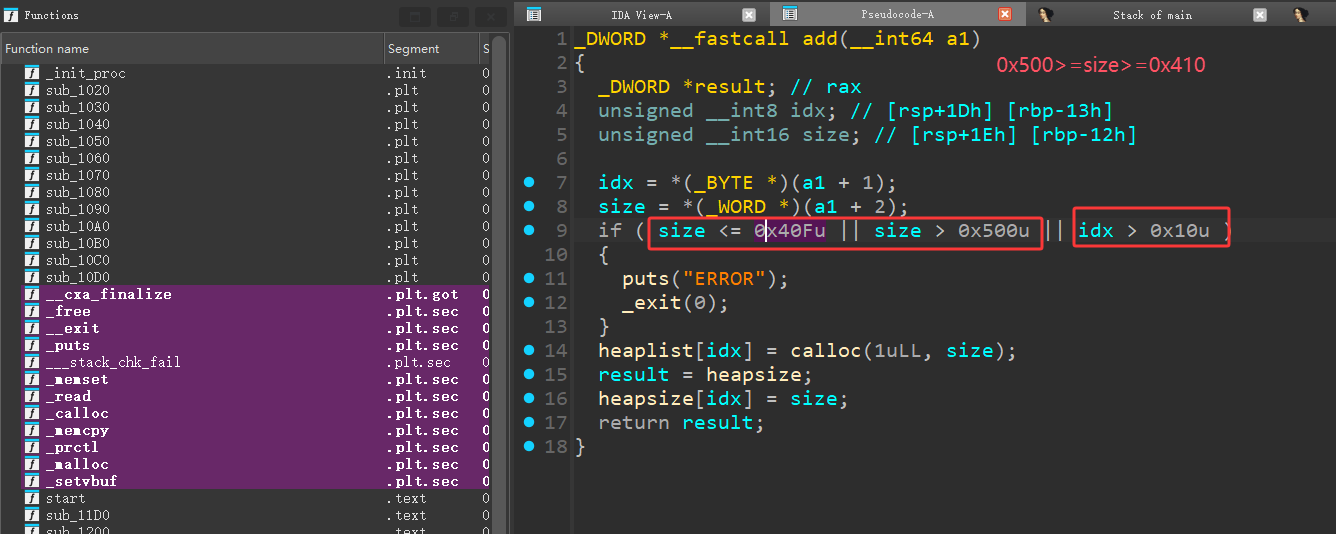 Functions
Function name Segment S
_init_proc .init 0
sub_1020 .plt 0
sub_1030 .plt 0
sub_1040 .plt 0
sub_1050 .plt 0
sub_1060 .plt 0
sub_1070 .plt 0
sub_1080 .plt 0
sub_1090 .plt 0
sub_10A0 .plt 0
sub_10B0 .plt 0
sub_10C0 .plt 0
sub_10D0 .plt 0
__cxa_finalize .plt.got 0
_free .plt.sec 0
__exit .plt.sec 0
_puts .plt.sec 0
___stack_chk_fail .plt.sec 0
_memset .plt.sec 0
_read .plt.sec 0
_calloc .plt.sec 0
_memcpy .plt.sec 0
_prctl .plt.sec 0
_malloc .plt.sec 0
_setvbuf .plt.sec 0
start .text 0
sub_11D0 .text 0
sub_1200 .text 0
IDA View-A Pseudocode-A Stack of main
1 _DWORD *__fastcall add(__int64 a1)
2 {
0x500>=size>=0x410
3 _DWORD *result; // rax
4 unsigned __int8 idx; // [rsp+1Dh] [rbp-13h]
5 unsigned __int16 size; // [rsp+1Eh] [rbp-12h]
6
7 idx = *(_BYTE *)(a1 + 1);
8 size = *(_WORD *)(a1 + 2);
9 if ( size <= 0x40Fu || size > 0x500u || idx > 0x10u )
10 {
11 puts("ERROR");
12 _exit(0);
13 }
14 heaplist[idx] = calloc(1uLL, size);
15 result = heapsize;
16 heapsize[idx] = size;
17 return result;
18 }